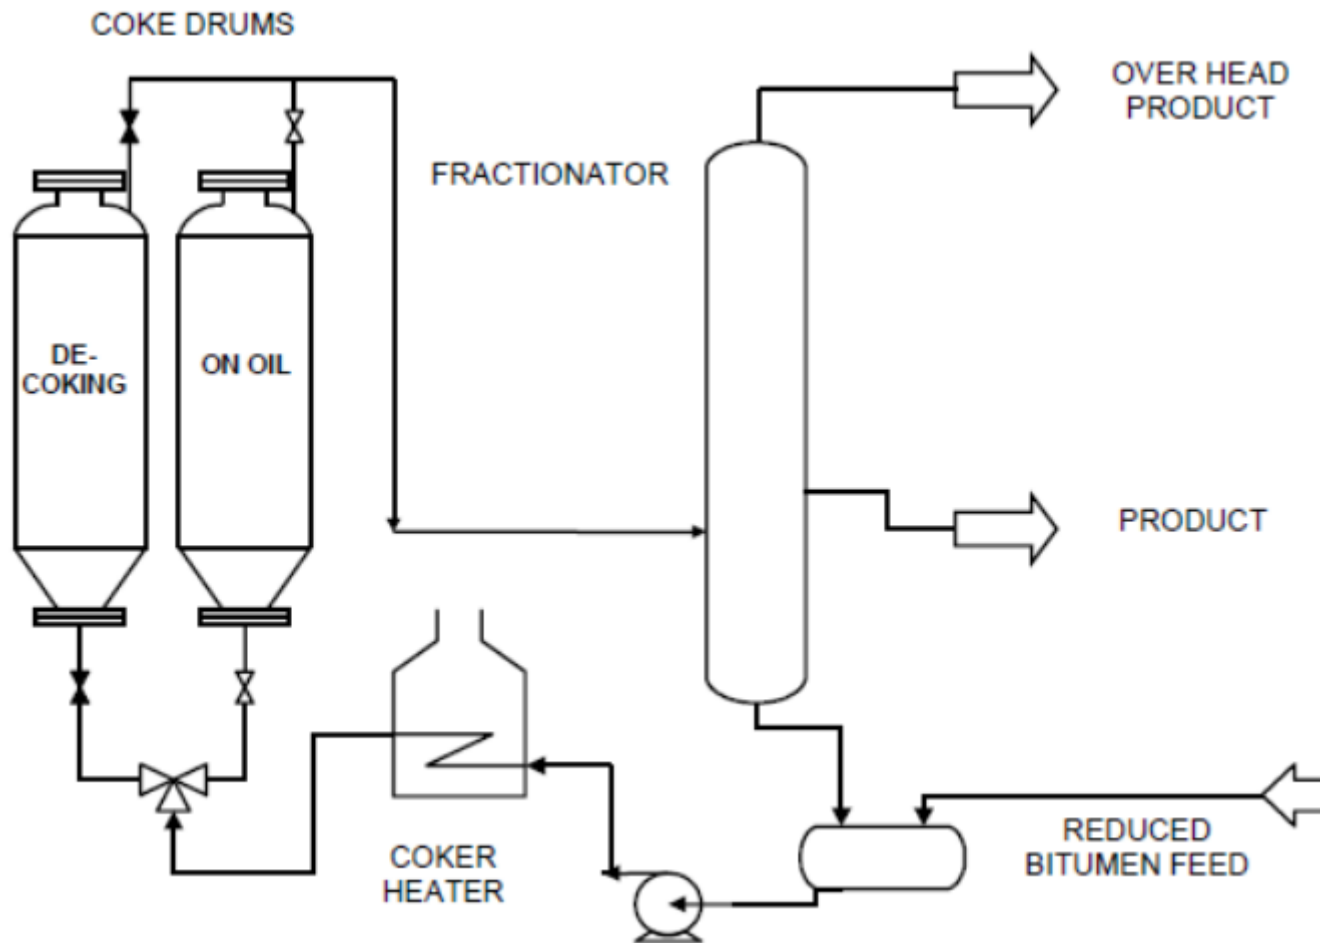 COKE DRUMS
OVER HEAD
PRODUCT
FRACTIONATOR
DE-
COKING
ON OIL
PRODUCT
REDUCED
BITUMEN FEED
COKER
HEATER